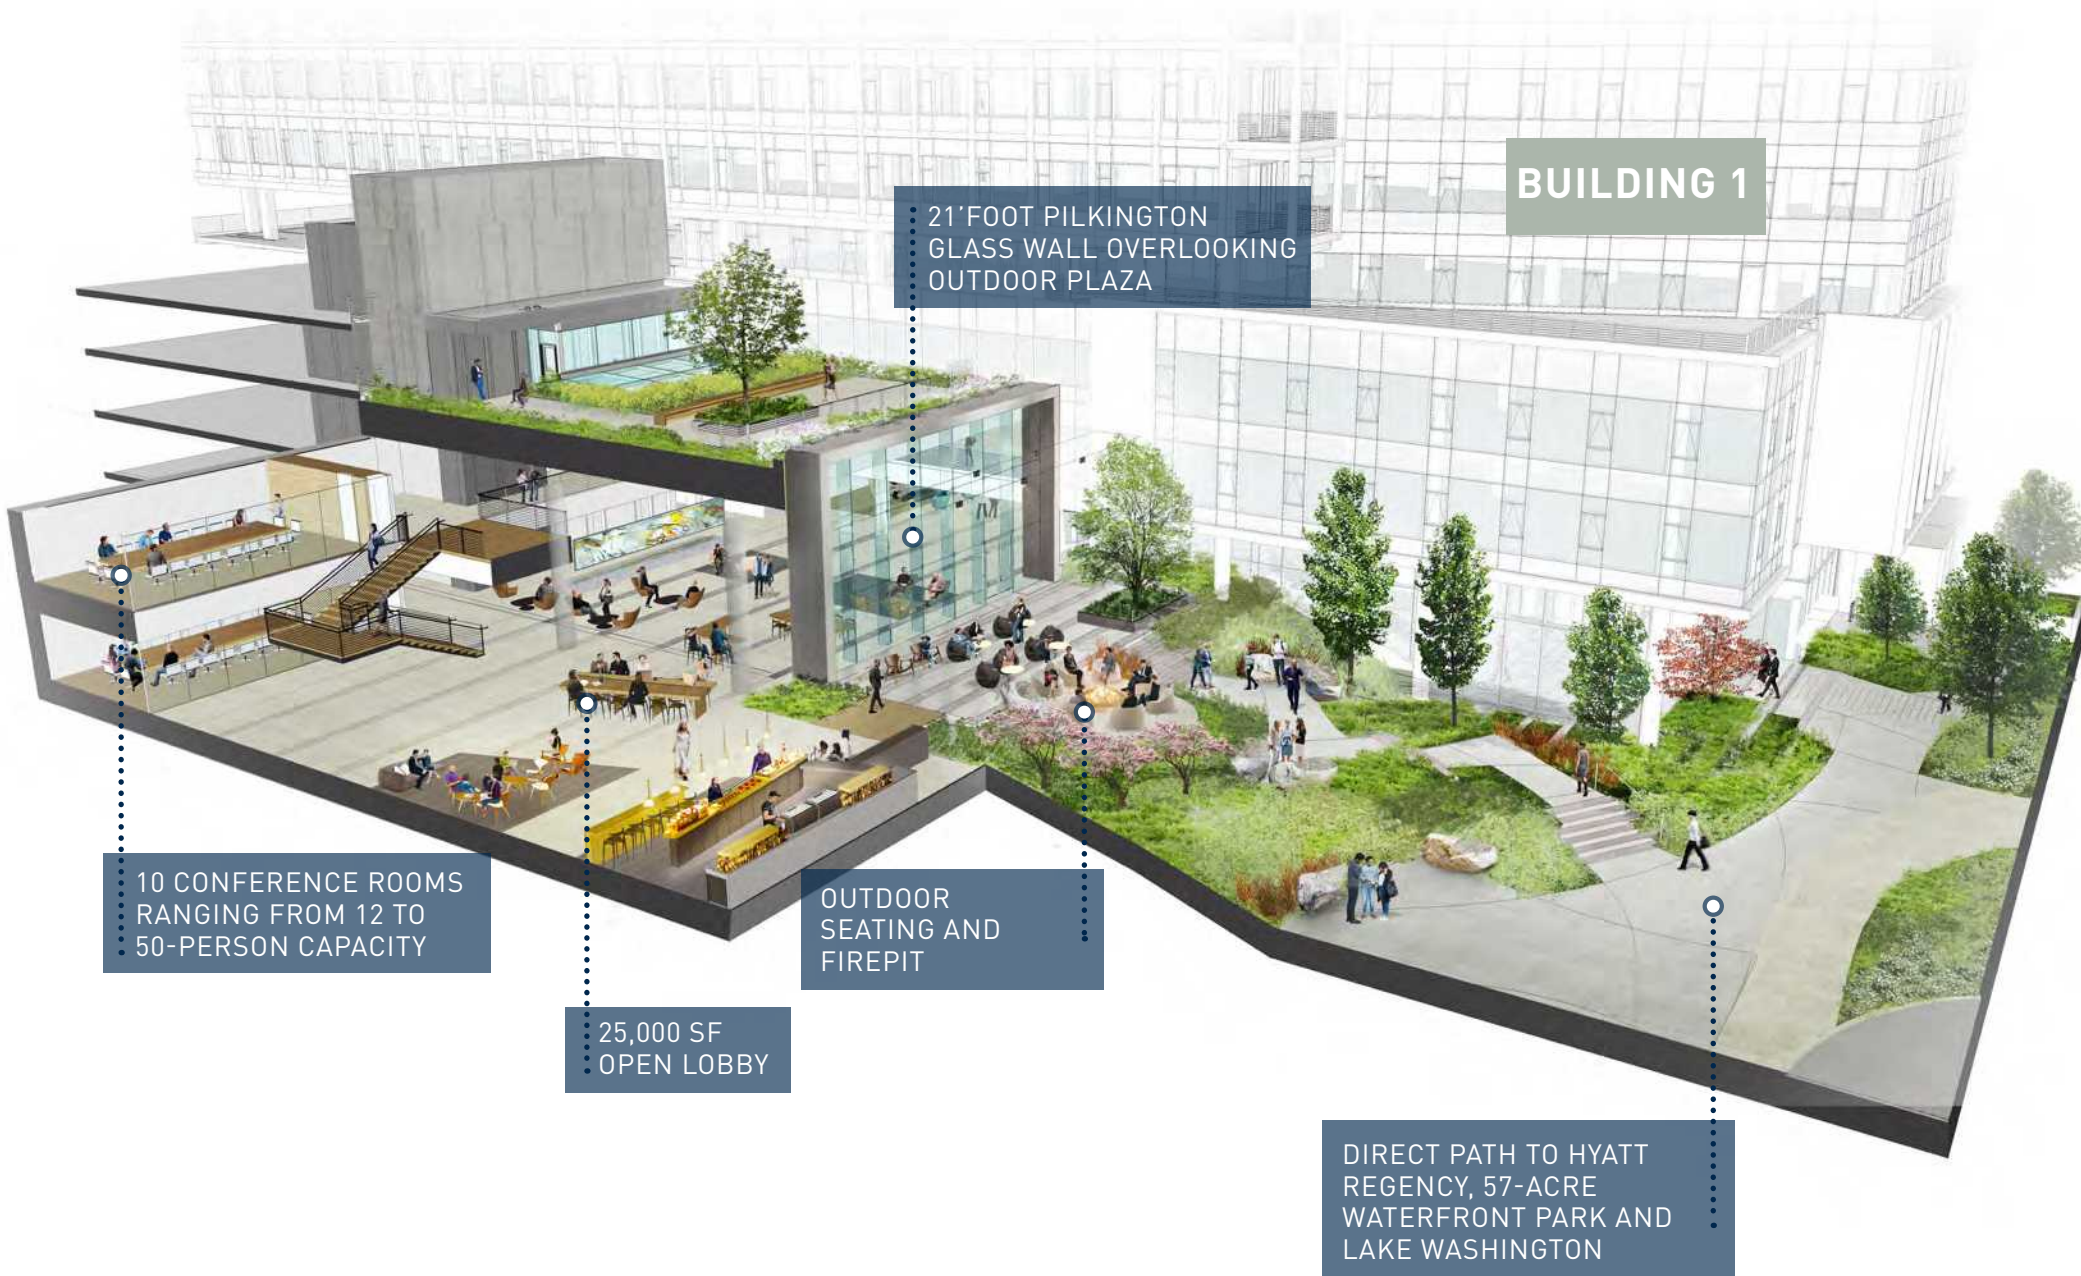 BUILDING 1
21'FOOT PILKINGTON
GLASS WALL OVERLOOKING
OUTDOOR PLAZA
10 CONFERENCE ROOMS
RANGING FROM 12 TO
50-PERSON CAPACITY
OUTDOOR
SEATING AND
FIREPIT
25,000 SF
OPEN LOBBY
DIRECT PATH TO HYATT
REGENCY, 57-ACRE
WATERFRONT PARK AND
LAKE WASHINGTON